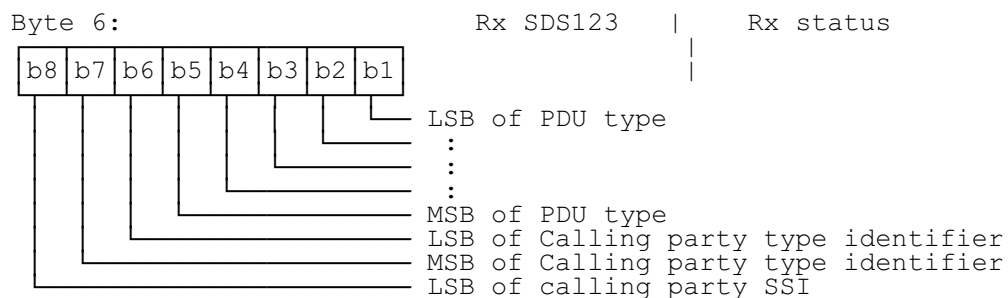 Byte 6: Rx SDS123 | Rx status
|
b8 b7 b6 b5 b4 b3 b2 b1 |
LSB of PDU type
:
:
:
MSB of PDU type
LSB of Calling party type identifier
MSB of Calling party type identifier
LSB of calling party SSI